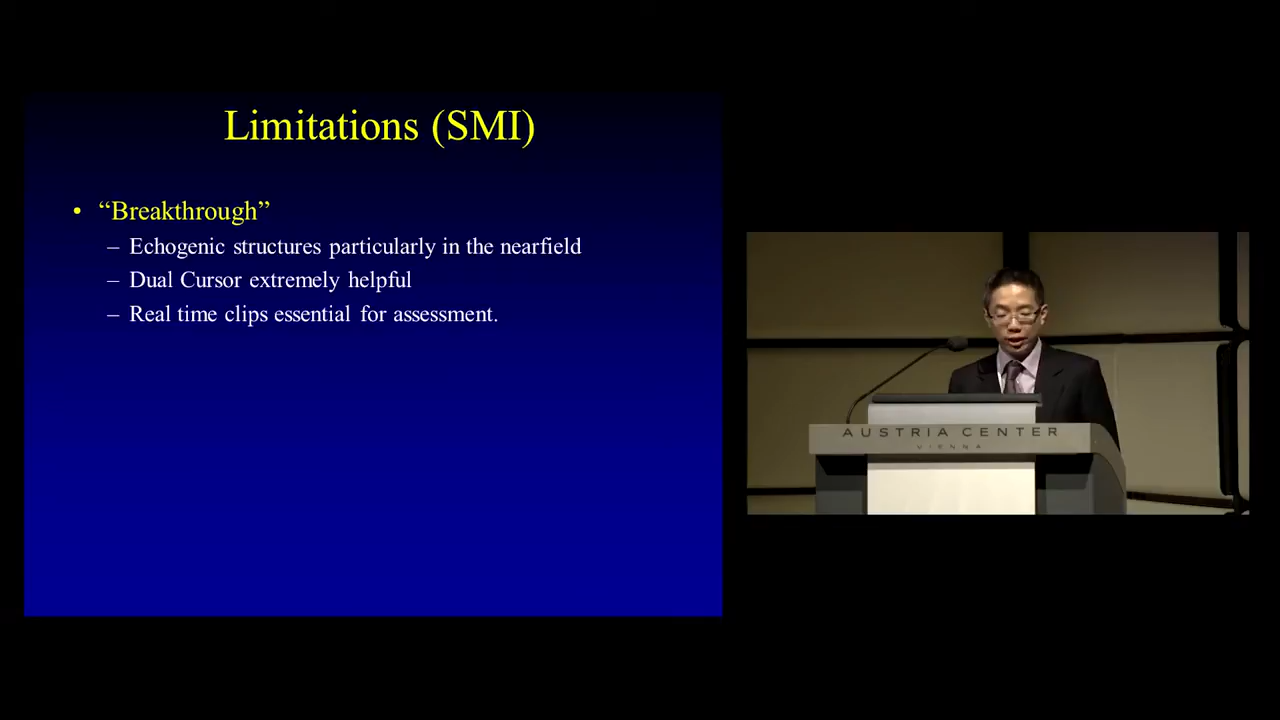 Limitations (SMI)
• “Breakthrough”
– Echogenic structures particularly in the nearfield
– Dual Cursor extremely helpful
– Real time clips essential for assessment.
AUSTRIA CENTER
VIENNA